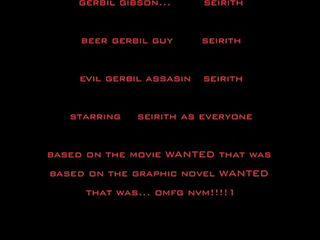 GERBIL GIBSON... SEIRITH
BEER GERBIL GUY SEIRITH
EVIL GERBIL ASSASIN SEIRITH
STARRING SEIRITH AS EVERYONE
BASED ON THE MOVIE WANTED THAT WAS
BASED ON THE GRAPHIC NOVEL WANTED
THAT WAS... OMFG NVM!!!!1